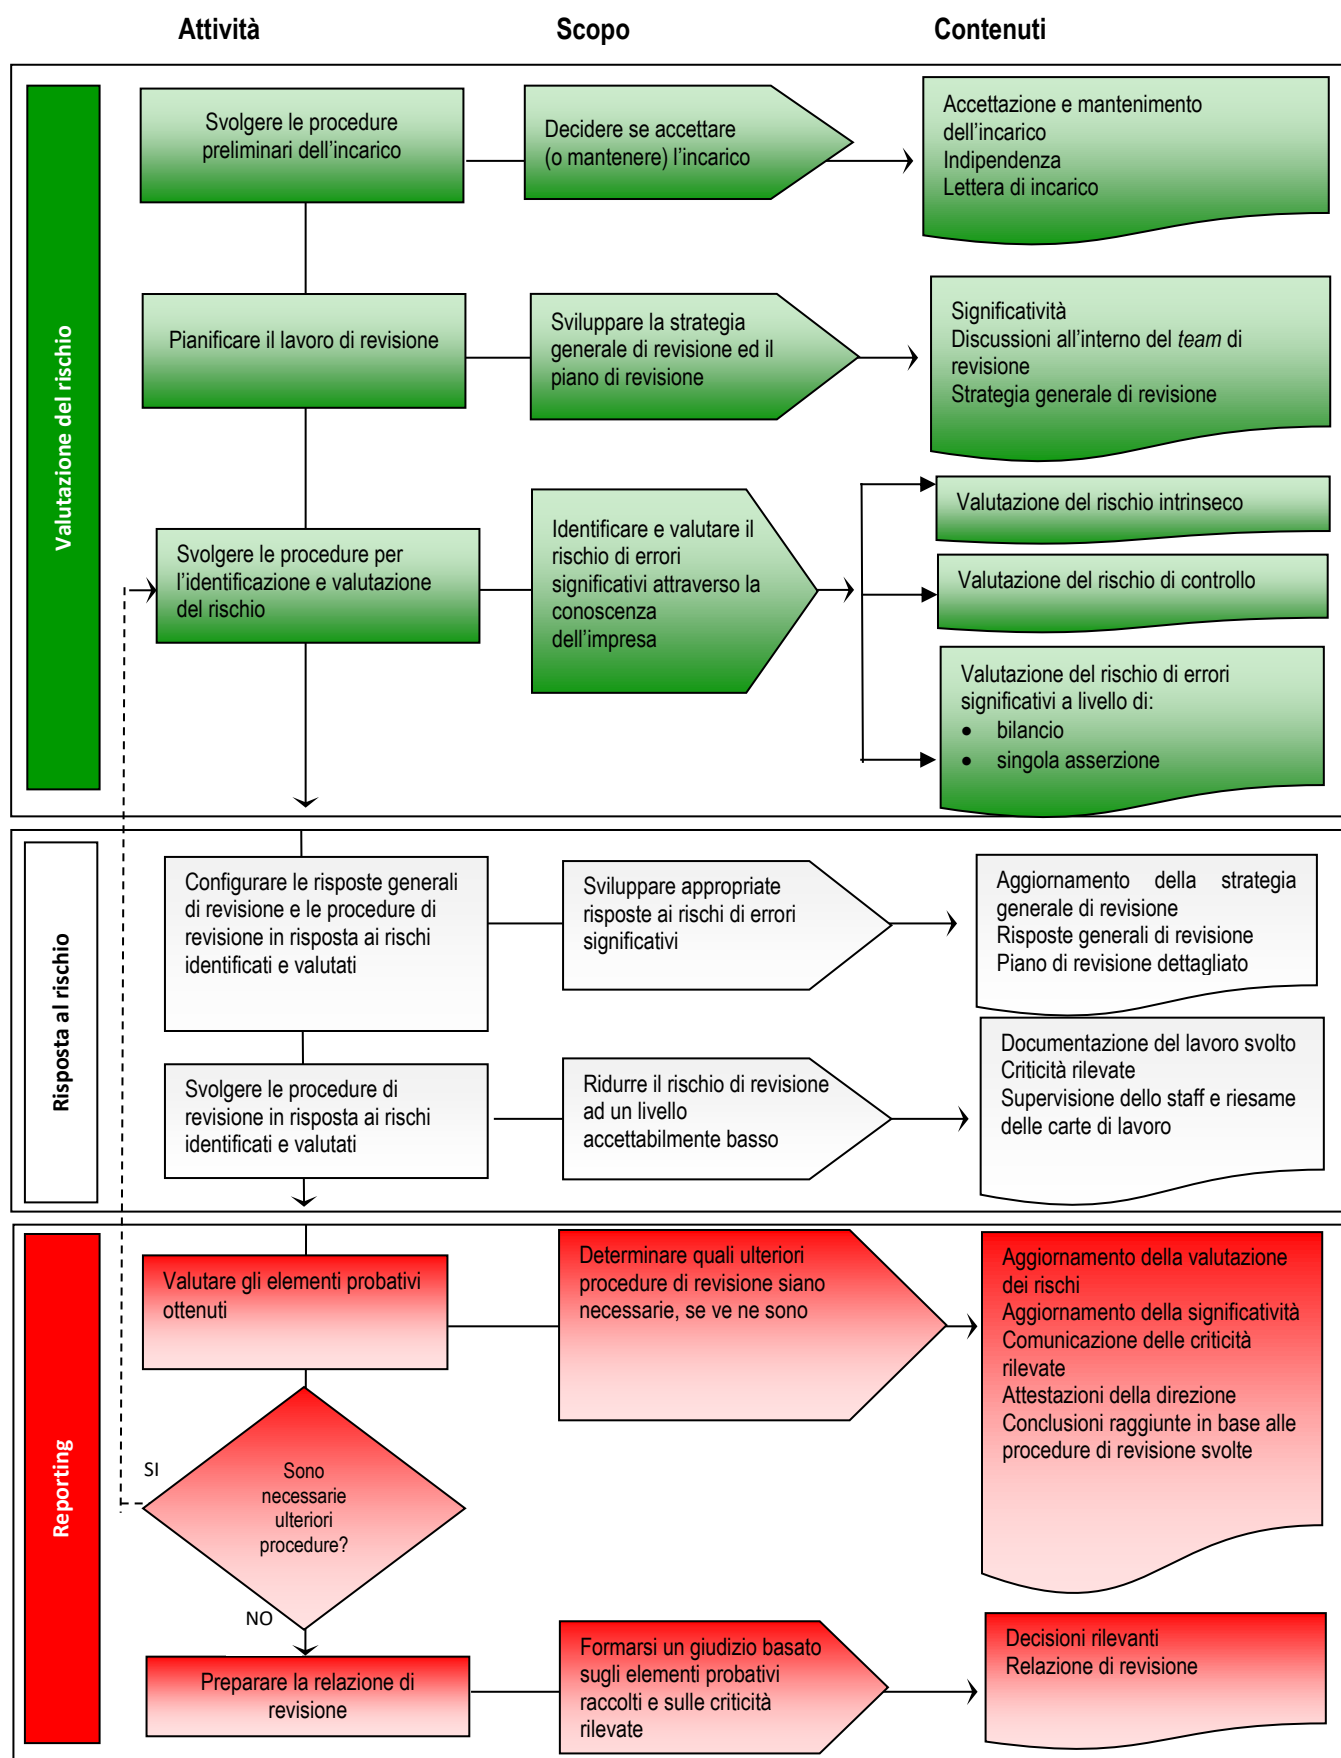 Attività
Scopo
Contenuti
Valutazione del rischio
Svolgere le procedure
preliminari dell'incarico
Decidere se accettare
(o mantenere) l'incarico
Accettazione e mantenimento
dell'incarico
Indipendenza
Lettera di incarico
Pianificare il lavoro di revisione
Sviluppare la strategia
generale di revisione ed il
piano di revisione
Significatività
Discussioni all'interno del team di
revisione
Strategia generale di revisione
Svolgere le procedure per
l'identificazione e valutazione
del rischio
Identificare e valutare il
rischio di errori
significativi attraverso la
conoscenza
dell'impresa
Valutazione del rischio intrinseco
Valutazione del rischio di controllo
Valutazione del rischio di errori
significativi a livello di:
• bilancio
• singola asserzione
Risposta al rischio
Configurare le risposte generali
di revisione e le procedure di
revisione in risposta ai rischi
identificati e valutati
Sviluppare appropriate
risposte ai rischi di errori
significativi
Aggiornamento della strategia
generale di revisione
Risposte generali di revisione
Piano di revisione dettagliato
Svolgere le procedure di
revisione in risposta ai rischi
identificati e valutati
Ridurre il rischio di revisione
ad un livello
accettabilmente basso
Documentazione del lavoro svolto
Criticità rilevate
Supervisione dello staff e riesame
delle carte di lavoro
Reporting
Valutare gli elementi probativi
ottenuti
Determinare quali ulteriori
procedure di revisione siano
necessarie, se ve ne sono
Aggiornamento della valutazione
dei rischi
Aggiornamento della significatività
Comunicazione delle criticità
rilevate
Attestazioni della direzione
Conclusioni raggiunte in base alle
procedure di revisione svolte
SI
Sono
necessarie
ulteriori
procedure?
NO
Preparare la relazione di
revisione
Formarsi un giudizio basato
sugli elementi probativi
raccolti e sulle criticità
rilevate
Decisioni rilevanti
Relazione di revisione